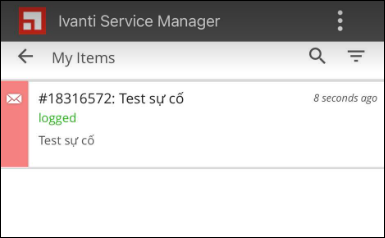 Ivanti Service Manager
My Items
#18316572: Test sự cố
8 seconds ago
logged
Test sự cố